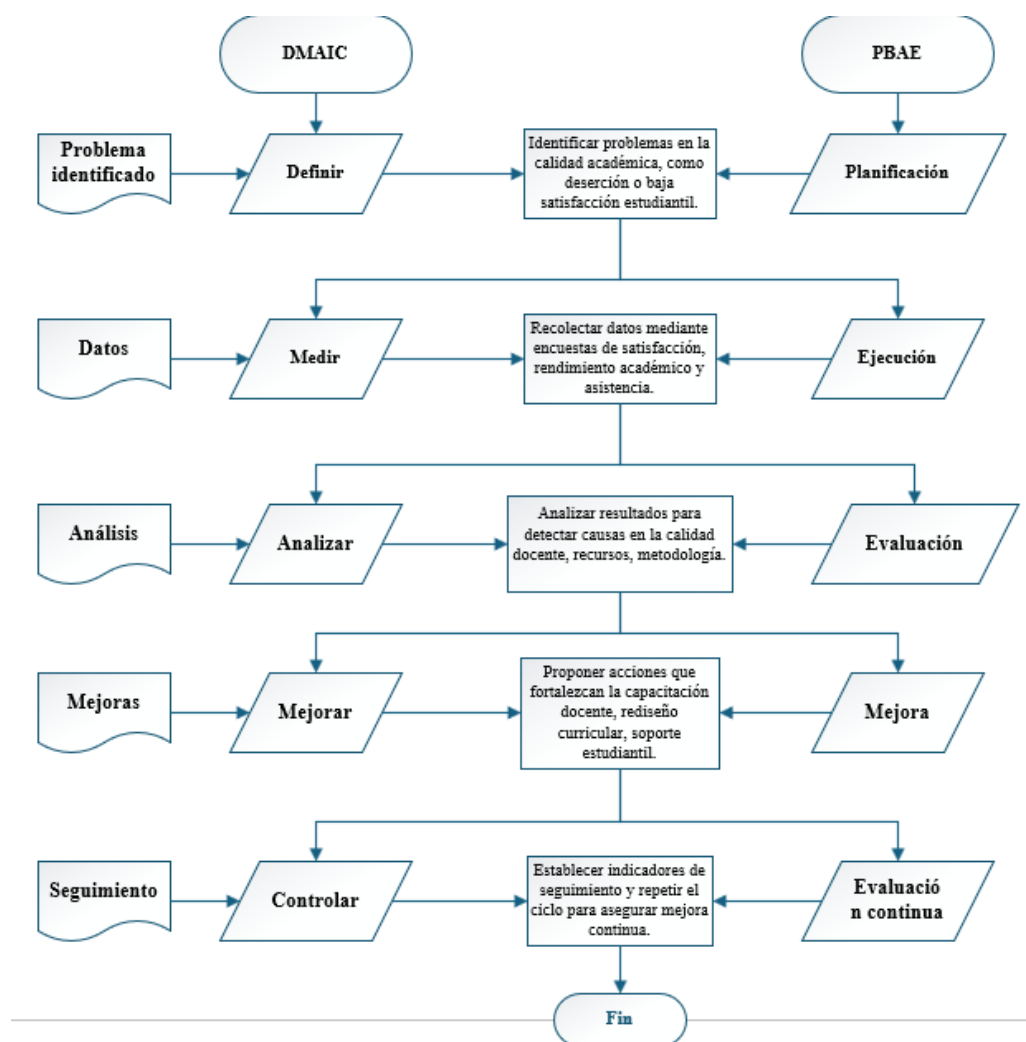 DMAIC
PBAE
Problema
identificado
Definir
Identificar problemas en la
calidad académica, como
deserción o baja
satisfacción estudiantil.
Planificación
Datos
Medir
Recolectar datos mediante
encuestas de satisfacción,
rendimiento académico y
asistencia.
Ejecución
Análisis
Analizar
Analizar resultados para
detectar causas en la calidad
docente, recursos, metodología.
Evaluación
Mejoras
Mejorar
Proponer acciones que
fortalezcan la capacitación
docente, rediseño
curricular, soporte
estudiantil.
Mejora
Seguimiento
Controlar
Establecer indicadores de
seguimiento y repetir el
ciclo para asegurar mejora
continua.
Evaluació
n continua
Fin